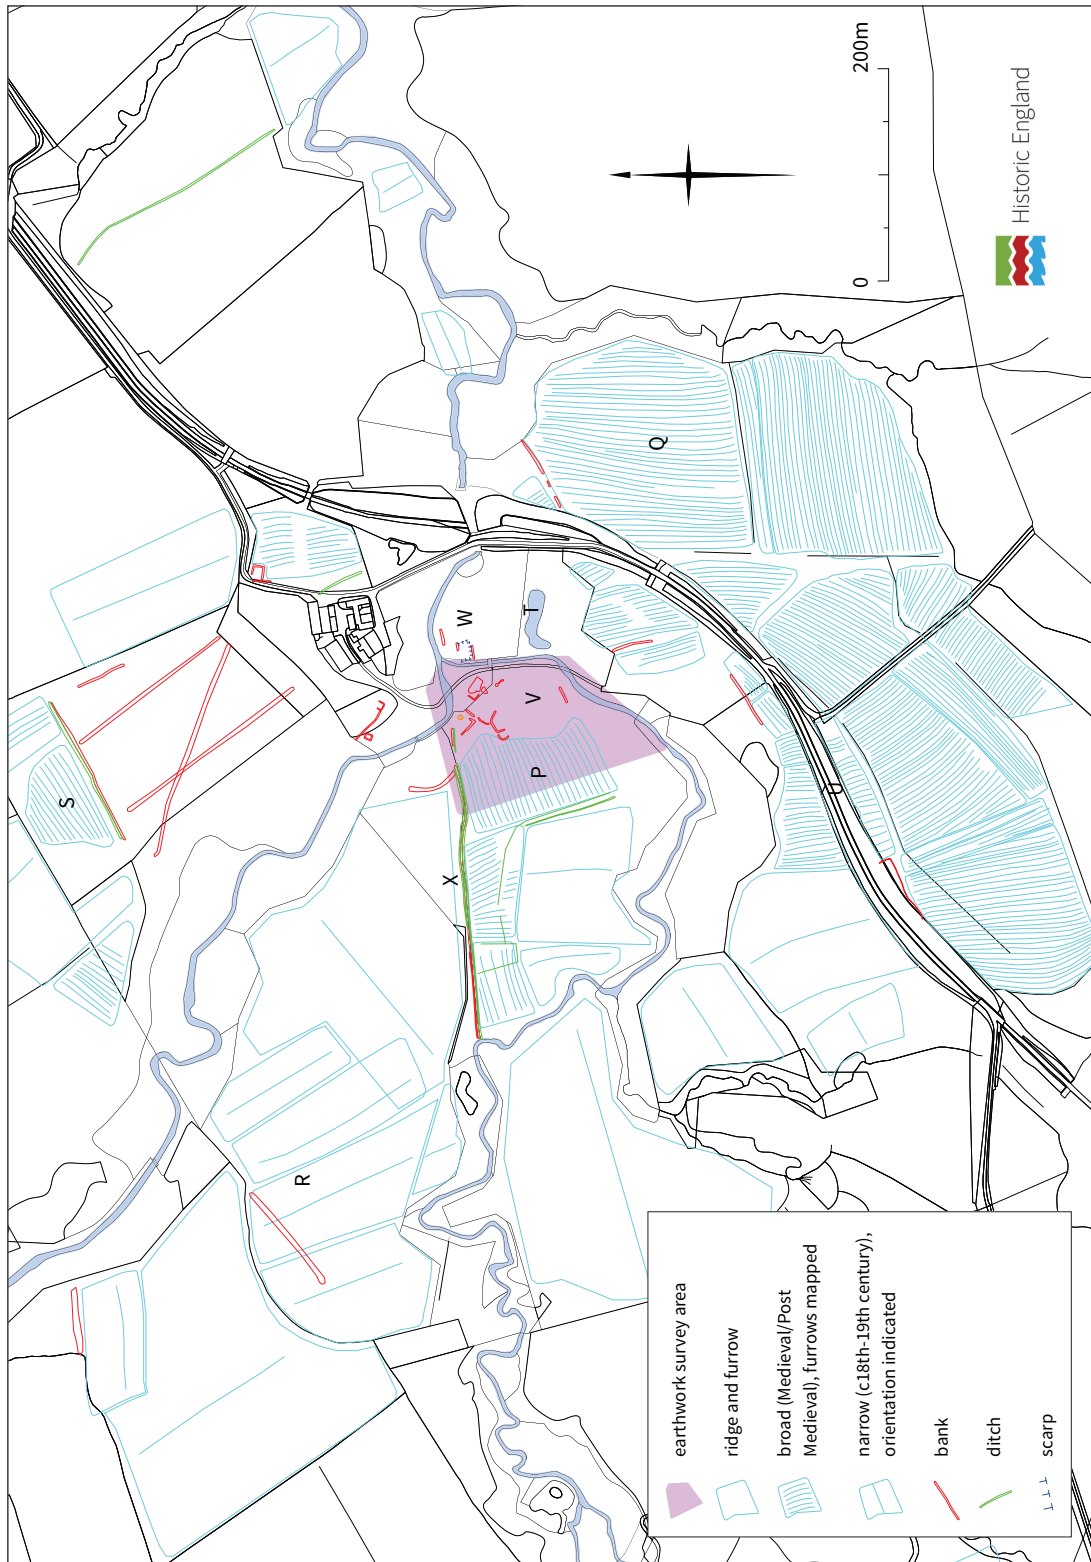 S
R
X
P
V
W
T
Q
U
0
200m
Historic England
earthwork survey area
ridge and furrow
broad (Medieval/Post
Medieval), furrows mapped
narrow (c18th-19th century),
orientation indicated
bank
ditch
scarp